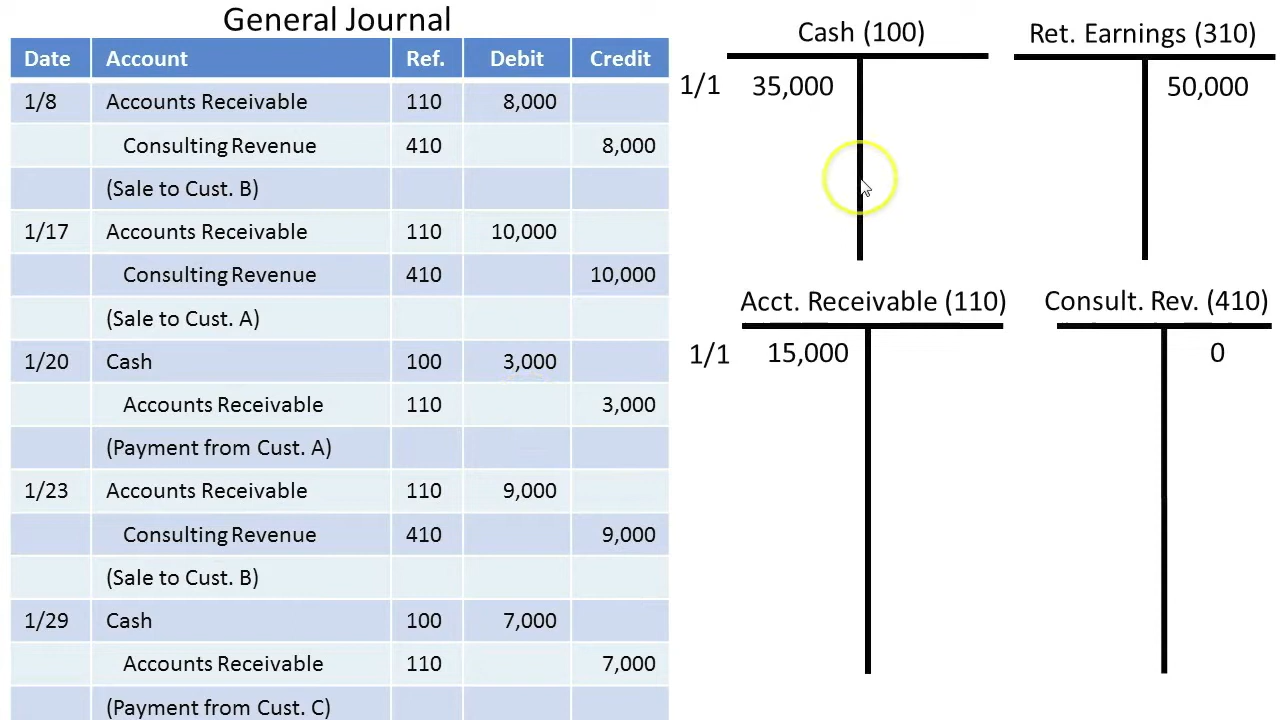 General Journal
Date Account Ref. Debit Credit
1/8 Accounts Receivable 110 8,000
Consulting Revenue 410 8,000
(Sale to Cust. B)
1/17 Accounts Receivable 110 10,000
Consulting Revenue 410 10,000
(Sale to Cust. A)
1/20 Cash 100 3,000
Accounts Receivable 110 3,000
(Payment from Cust. A)
1/23 Accounts Receivable 110 9,000
Consulting Revenue 410 9,000
(Sale to Cust. B)
1/29 Cash 100 7,000
Accounts Receivable 110 7,000
(Payment from Cust. C)
Cash (100)
1/1 35,000
Ret. Earnings (310)
50,000
Acct. Receivable (110)
1/1 15,000
Consult. Rev. (410)
0